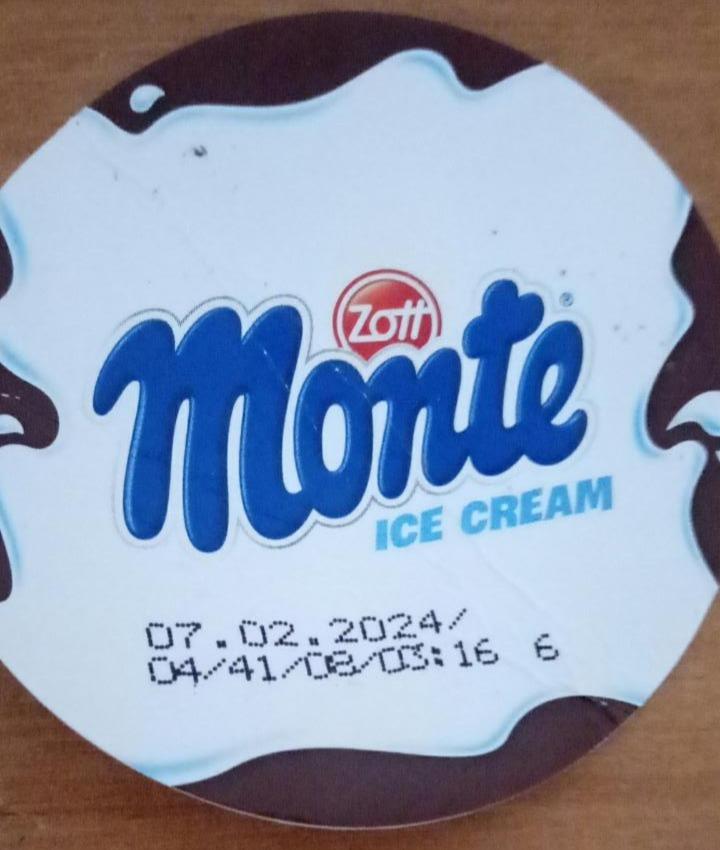 Zott
Monte ®
ICE CREAM
07.02.2024/
04/41/08/03:16 6